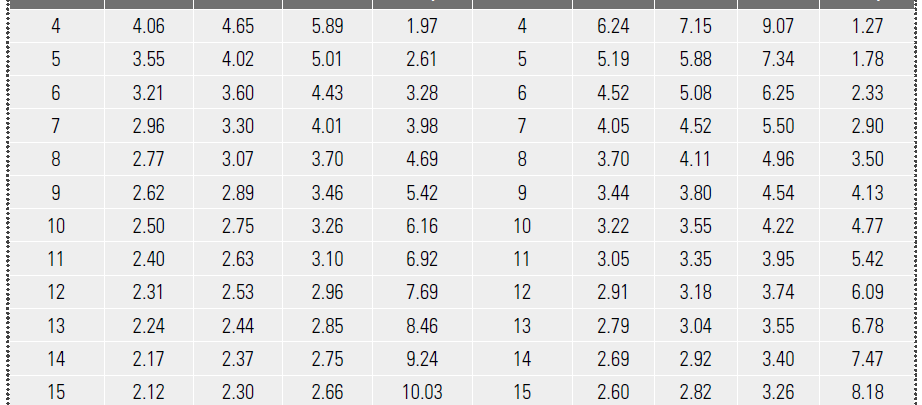 4 4.06 4.65 5.89 1.97 4 6.24 7.15 9.07 1.27
5 3.55 4.02 5.01 2.61 5 5.19 5.88 7.34 1.78
6 3.21 3.60 4.43 3.28 6 4.52 5.08 6.25 2.33
7 2.96 3.30 4.01 3.98 7 4.05 4.52 5.50 2.90
8 2.77 3.07 3.70 4.69 8 3.70 4.11 4.96 3.50
9 2.62 2.89 3.46 5.42 9 3.44 3.80 4.54 4.13
10 2.50 2.75 3.26 6.16 10 3.22 3.55 4.22 4.77
11 2.40 2.63 3.10 6.92 11 3.05 3.35 3.95 5.42
12 2.31 2.53 2.96 7.69 12 2.91 3.18 3.74 6.09
13 2.24 2.44 2.85 8.46 13 2.79 3.04 3.55 6.78
14 2.17 2.37 2.75 9.24 14 2.69 2.92 3.40 7.47
15 2.12 2.30 2.66 10.03 15 2.60 2.82 3.26 8.18